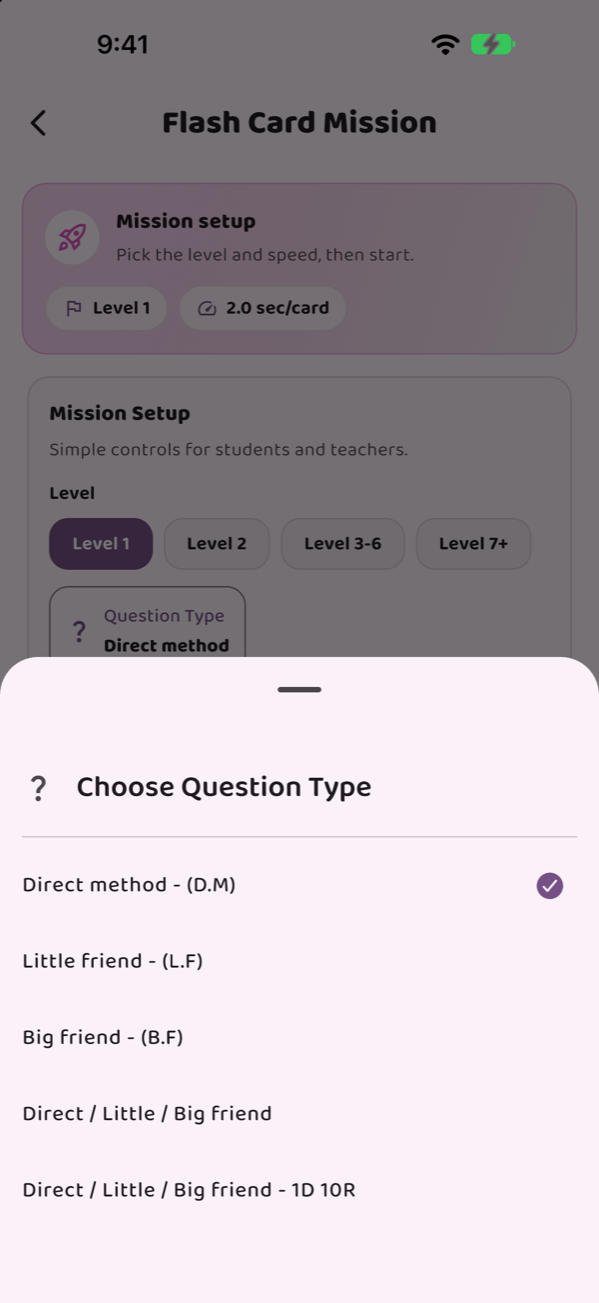 9:41
Flash Card Mission
Mission setup
Pick the level and speed, then start.
Level 1
2.0 sec/card
Mission Setup
Simple controls for students and teachers.
Level
Level 1
Level 2
Level 3-6
Level 7+
? Question Type
Direct method
? Choose Question Type
Direct method - (D.M)
Little friend - (L.F)
Big friend - (B.F)
Direct / Little / Big friend
Direct / Little / Big friend - 1D 10R